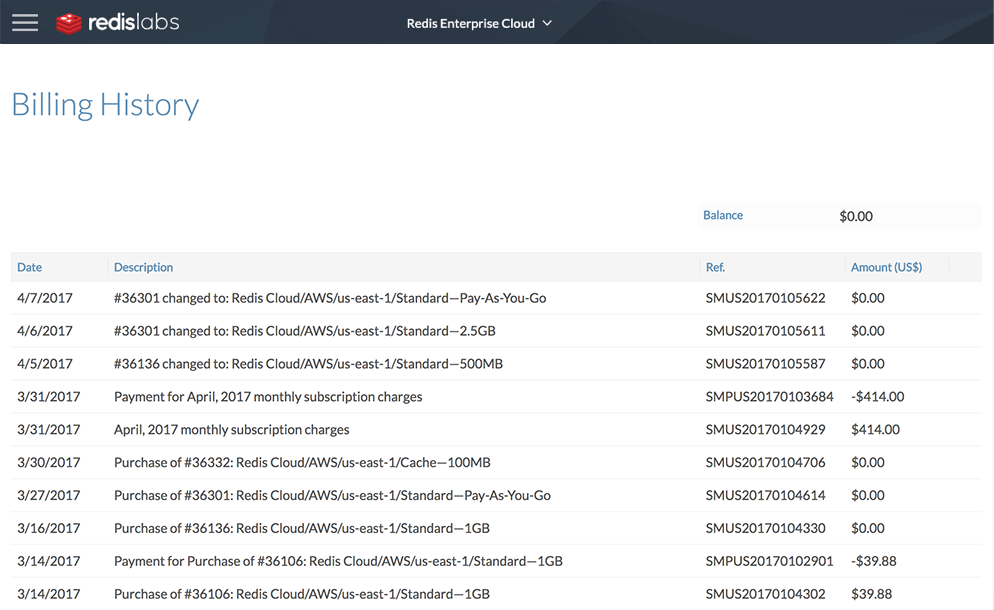 redislabs Redis Enterprise Cloud
Billing History
Balance $0.00
Date Description Ref. Amount (US$)
4/7/2017 #36301 changed to: Redis Cloud/AWS/us-east-1/Standard—Pay-As-You-Go SMUS20170105622 $0.00
4/6/2017 #36301 changed to: Redis Cloud/AWS/us-east-1/Standard—2.5GB SMUS20170105611 $0.00
4/5/2017 #36136 changed to: Redis Cloud/AWS/us-east-1/Standard—500MB SMUS20170105587 $0.00
3/31/2017 Payment for April, 2017 monthly subscription charges SMPUS20170103684 -$414.00
3/31/2017 April, 2017 monthly subscription charges SMUS20170104929 $414.00
3/30/2017 Purchase of #36332: Redis Cloud/AWS/us-east-1/Cache—100MB SMUS20170104706 $0.00
3/27/2017 Purchase of #36301: Redis Cloud/AWS/us-east-1/Standard—Pay-As-You-Go SMUS20170104614 $0.00
3/16/2017 Purchase of #36136: Redis Cloud/AWS/us-east-1/Standard—1GB SMUS20170104330 $0.00
3/14/2017 Payment for Purchase of #36106: Redis Cloud/AWS/us-east-1/Standard—1GB SMPUS20170102901 -$39.88
3/14/2017 Purchase of #36106: Redis Cloud/AWS/us-east-1/Standard—1GB SMUS20170104302 $39.88